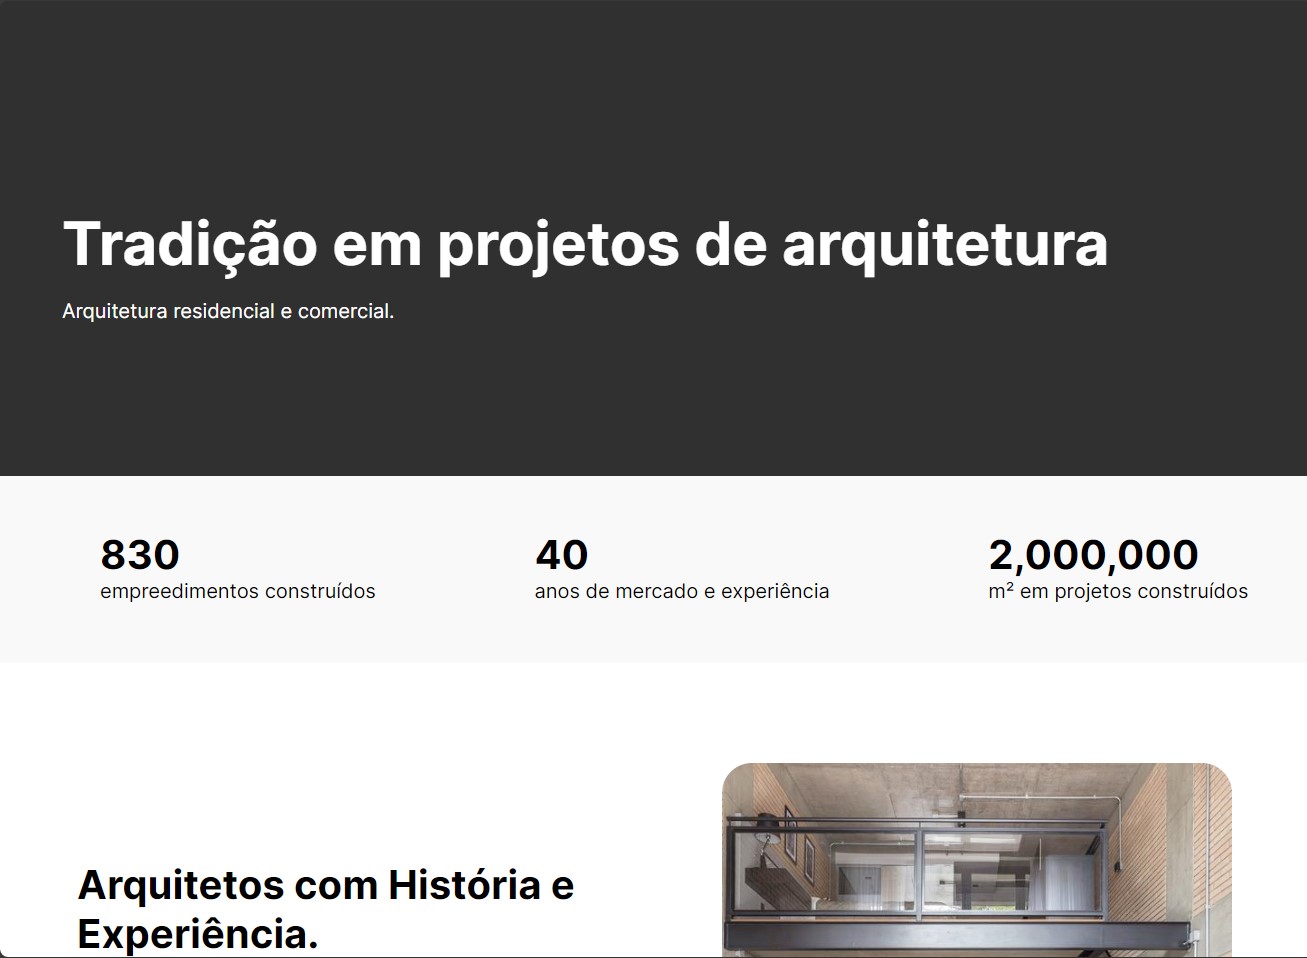 Tradição em projetos de arquitetura
Arquitetura residencial e comercial.
830
empreedimentos construídos
40
anos de mercado e experiência
2,000,000
m² em projetos construídos
Arquitetos com História e
Experiência.